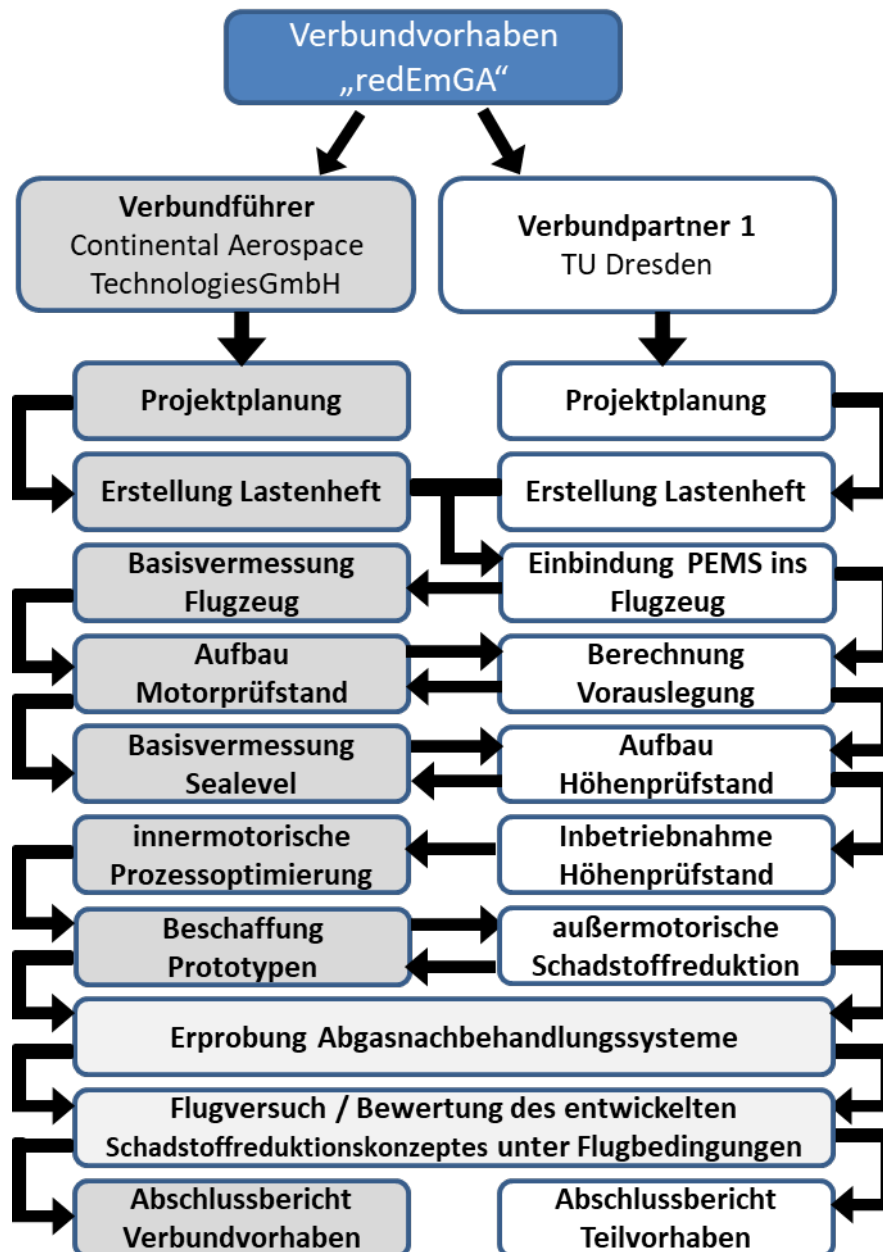 Verbundvorhaben
„redEmGA“
Verbundführer
Continental Aerospace
TechnologiesGmbH
Verbundpartner 1
TU Dresden
Projektplanung
Projektplanung
Erstellung Lastenheft
Erstellung Lastenheft
Basisvermessung
Flugzeug
Einbindung PEMS ins
Flugzeug
Aufbau
Motorprüfstand
Berechnung
Vorauslegung
Basisvermessung
Sealevel
Aufbau
Höhenprüfstand
innermotorische
Prozessoptimierung
Inbetriebnahme
Höhenprüfstand
Beschaffung
Prototypen
außermotorische
Schadstoffreduktion
Erprobung Abgasnachbehandlungssysteme
Flugversuch / Bewertung des entwickelten
Schadstoffreduktionskonzeptes unter Flugbedingungen
Abschlussbericht
Verbundvorhaben
Abschlussbericht
Teilvorhaben